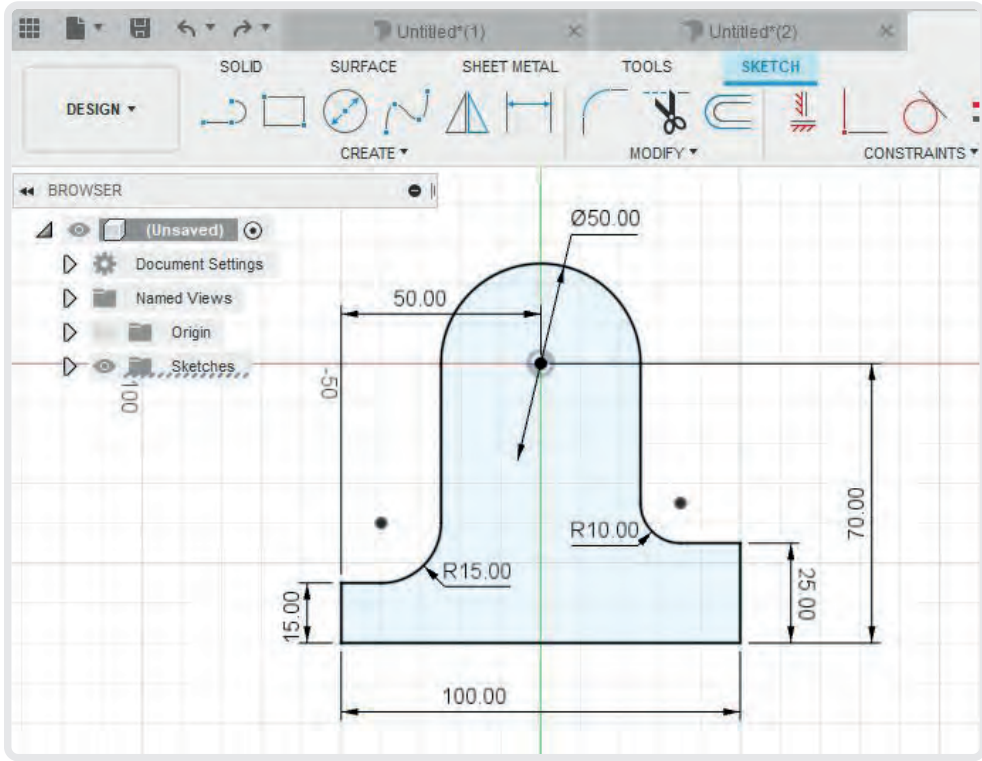 Untitled*(1)
Untitled*(2)
SOLID SURFACE SHEET METAL TOOLS SKETCH
DESIGN
CREATE MODIFY CONSTRAINTS
BROWSER
(Unsaved)
Document Settings
Named Views
Origin
Sketches
Ø50.00
50.00
-50
100
70.00
R10.00
R15.00
25.00
15.00
100.00